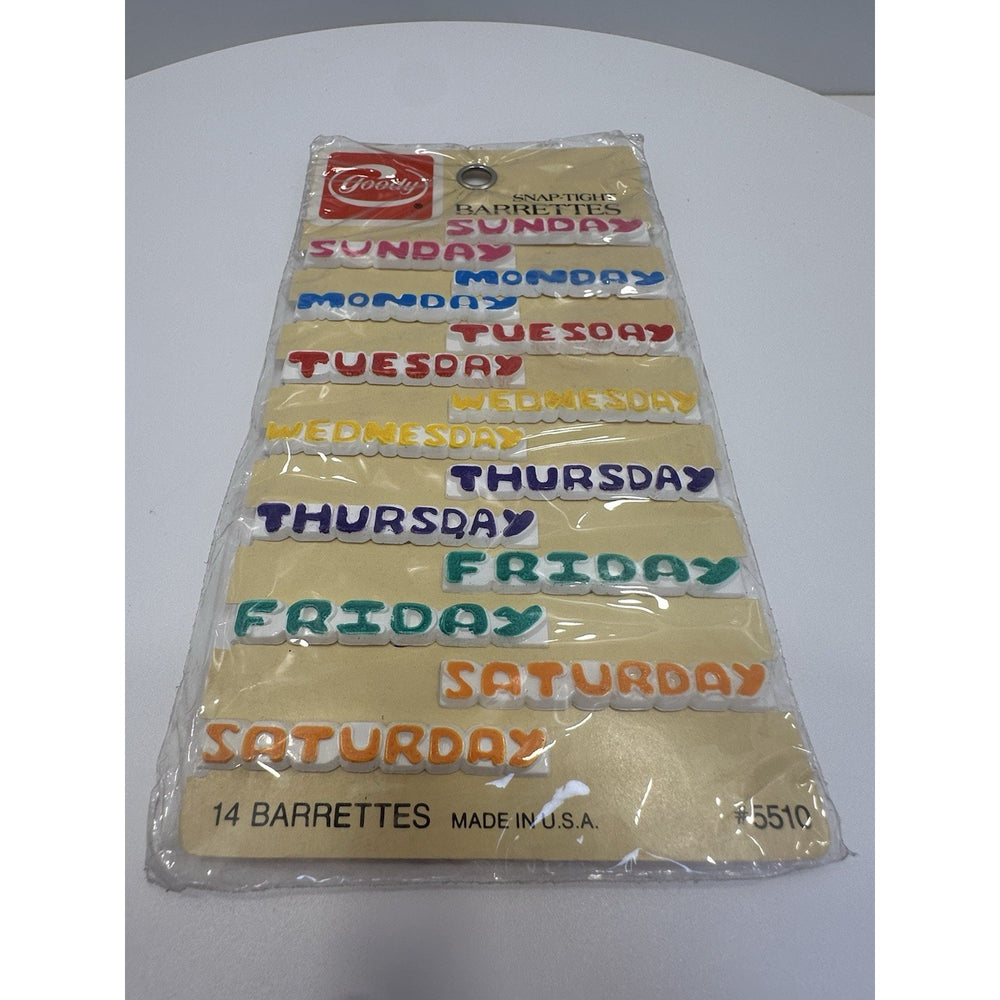 Goody
SNAP-TIGHT
BARRETTES
SUNDAY
SUNDAY
MONDAY
MONDAY
TUESDAY
TUESDAY
WEDNESDAY
WEDNESDAY
THURSDAY
THURSDAY
FRIDAY
FRIDAY
SATURDAY
SATURDAY
14 BARRETTES MADE IN U.S.A. #5510